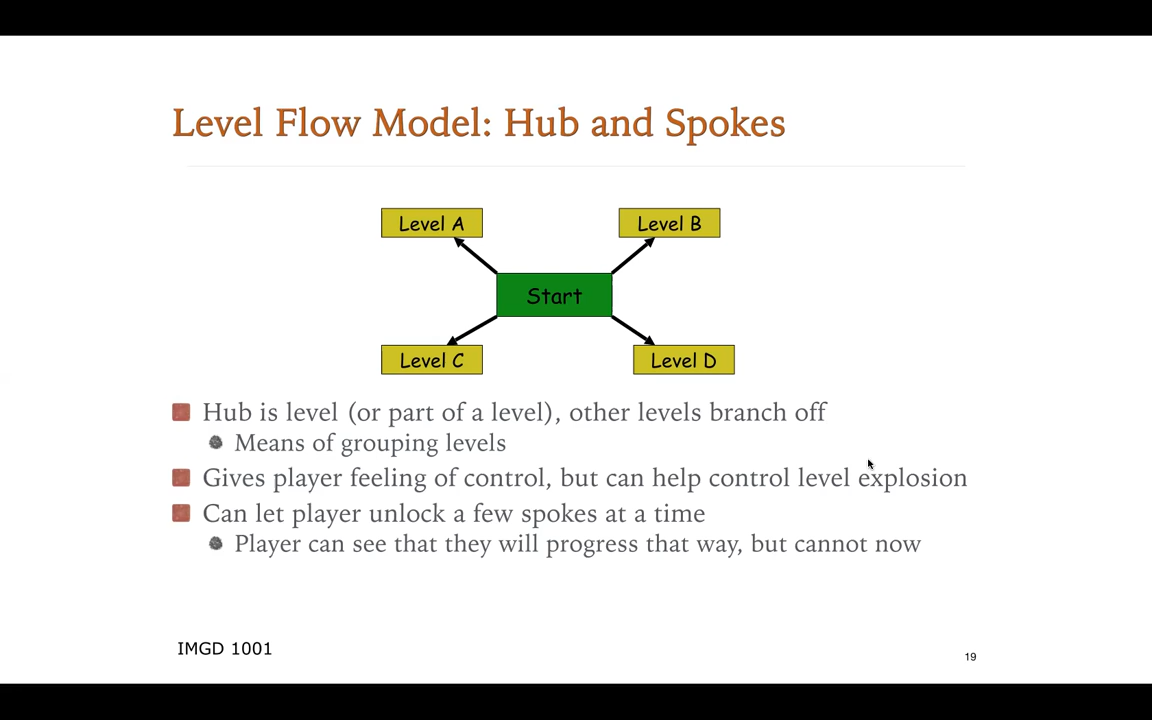 Level Flow Model: Hub and Spokes
Level A
Level B
Start
Level C
Level D
Hub is level (or part of a level), other levels branch off
Means of grouping levels
Gives player feeling of control, but can help control level explosion
Can let player unlock a few spokes at a time
Player can see that they will progress that way, but cannot now
IMGD 1001
19